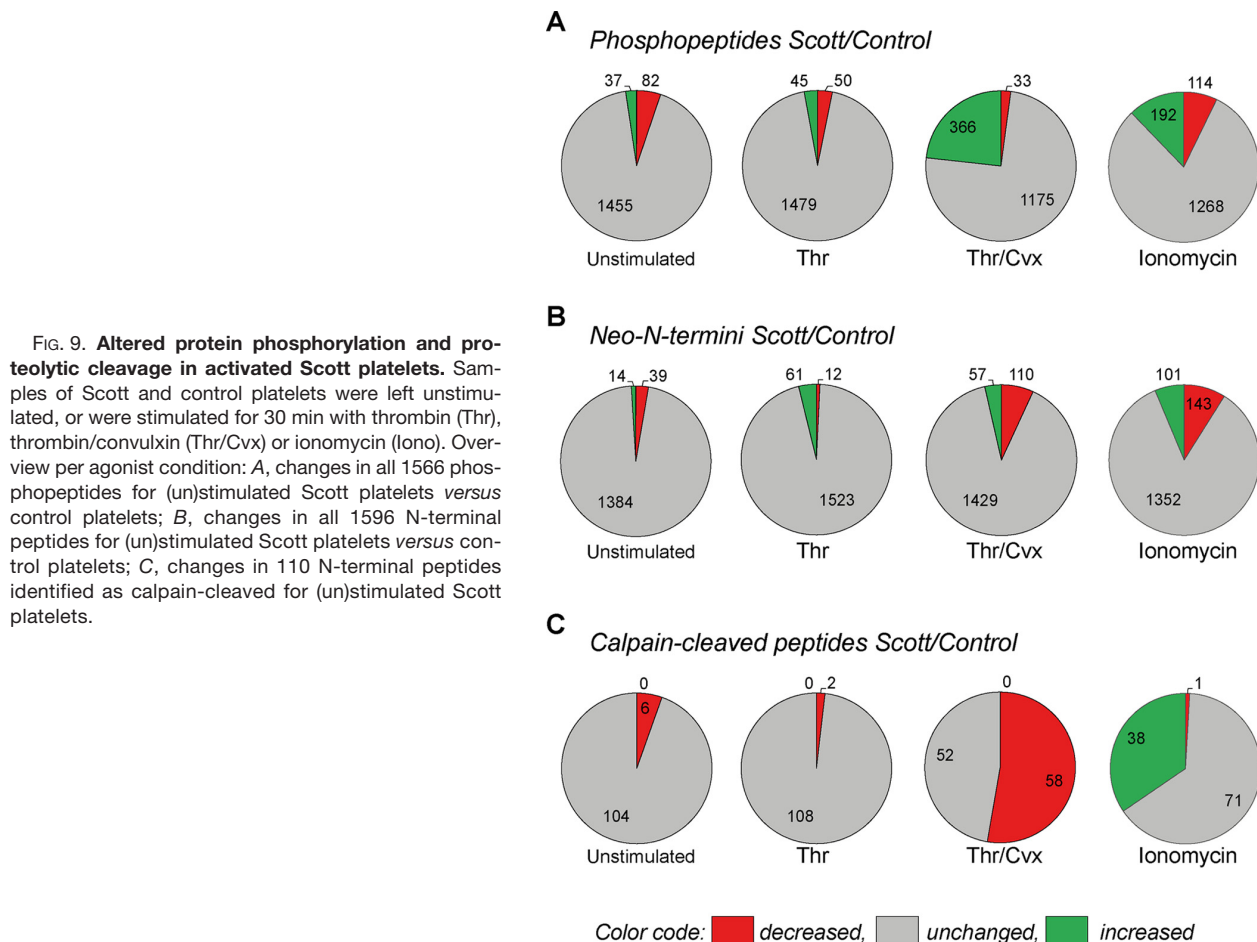 FIG. 9. Altered protein phosphorylation and pro-
teolytic cleavage in activated Scott platelets. Sam-
ples of Scott and control platelets were left unstimu-
lated, or were stimulated for 30 min with thrombin (Thr),
thrombin/convulxin (Thr/Cvx) or ionomycin (Iono). Over-
view per agonist condition: A, changes in all 1566 phos-
phopeptides for (un)stimulated Scott platelets versus
control platelets; B, changes in all 1596 N-terminal
peptides for (un)stimulated Scott platelets versus con-
trol platelets; C, changes in 110 N-terminal peptides
identified as calpain-cleaved for (un)stimulated Scott
platelets.
A Phosphopeptides Scott/Control
37 82 45 50 33 114
366 192
1455 1479 1175 1268
Unstimulated Thr Thr/Cvx Ionomycin
B Neo-N-termini Scott/Control
14 39 61 12 57 110 101
143
1384 1523 1429 1352
Unstimulated Thr Thr/Cvx Ionomycin
C Calpain-cleaved peptides Scott/Control
0 0 2 0 1
6
38
52 58
71
104 108
Unstimulated Thr Thr/Cvx Ionomycin
Color code: decreased, unchanged, increased